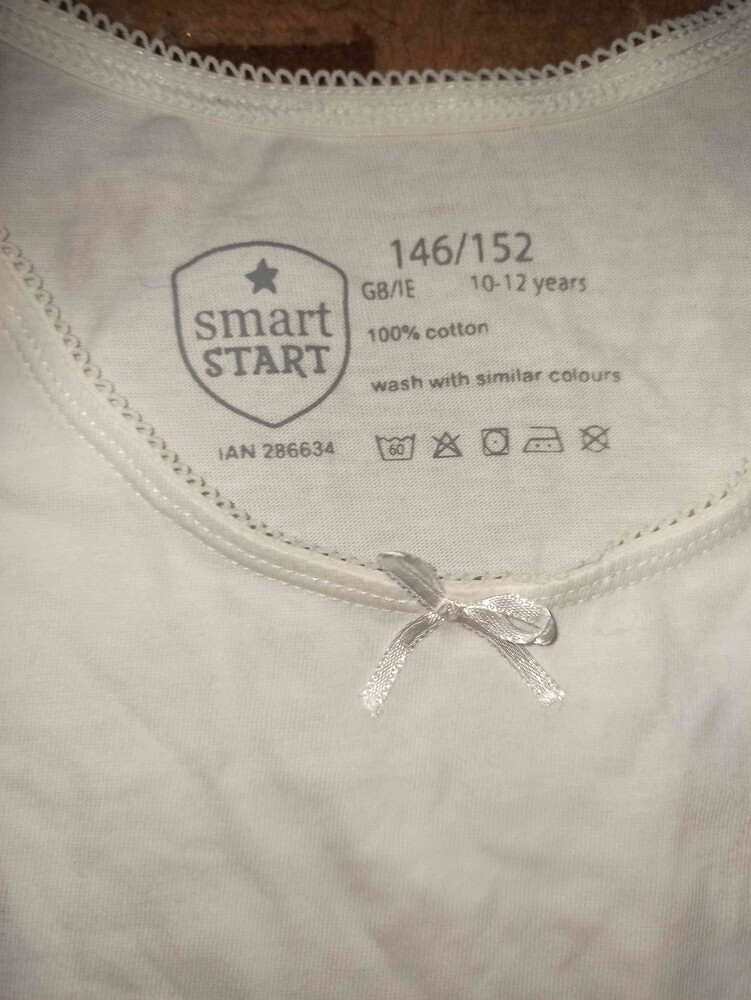 146/152
GB/IE 10-12 years
smart
START
100% cotton
wash with similar colours
IAN 286634
60